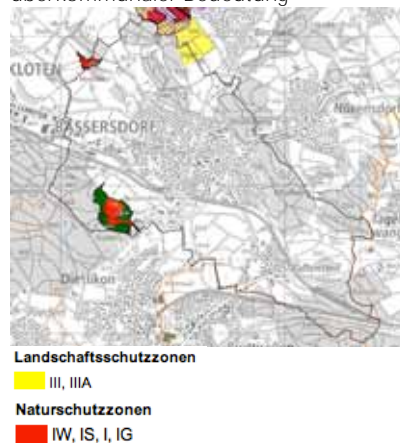 überkommunaler Bedeutung
KLOTEN
BASSERSDORF
Nürensdorf
Dietlikon
Landschaftsschutzzonen
III, IIIA
Naturschutzzonen
IW, IS, I, IG